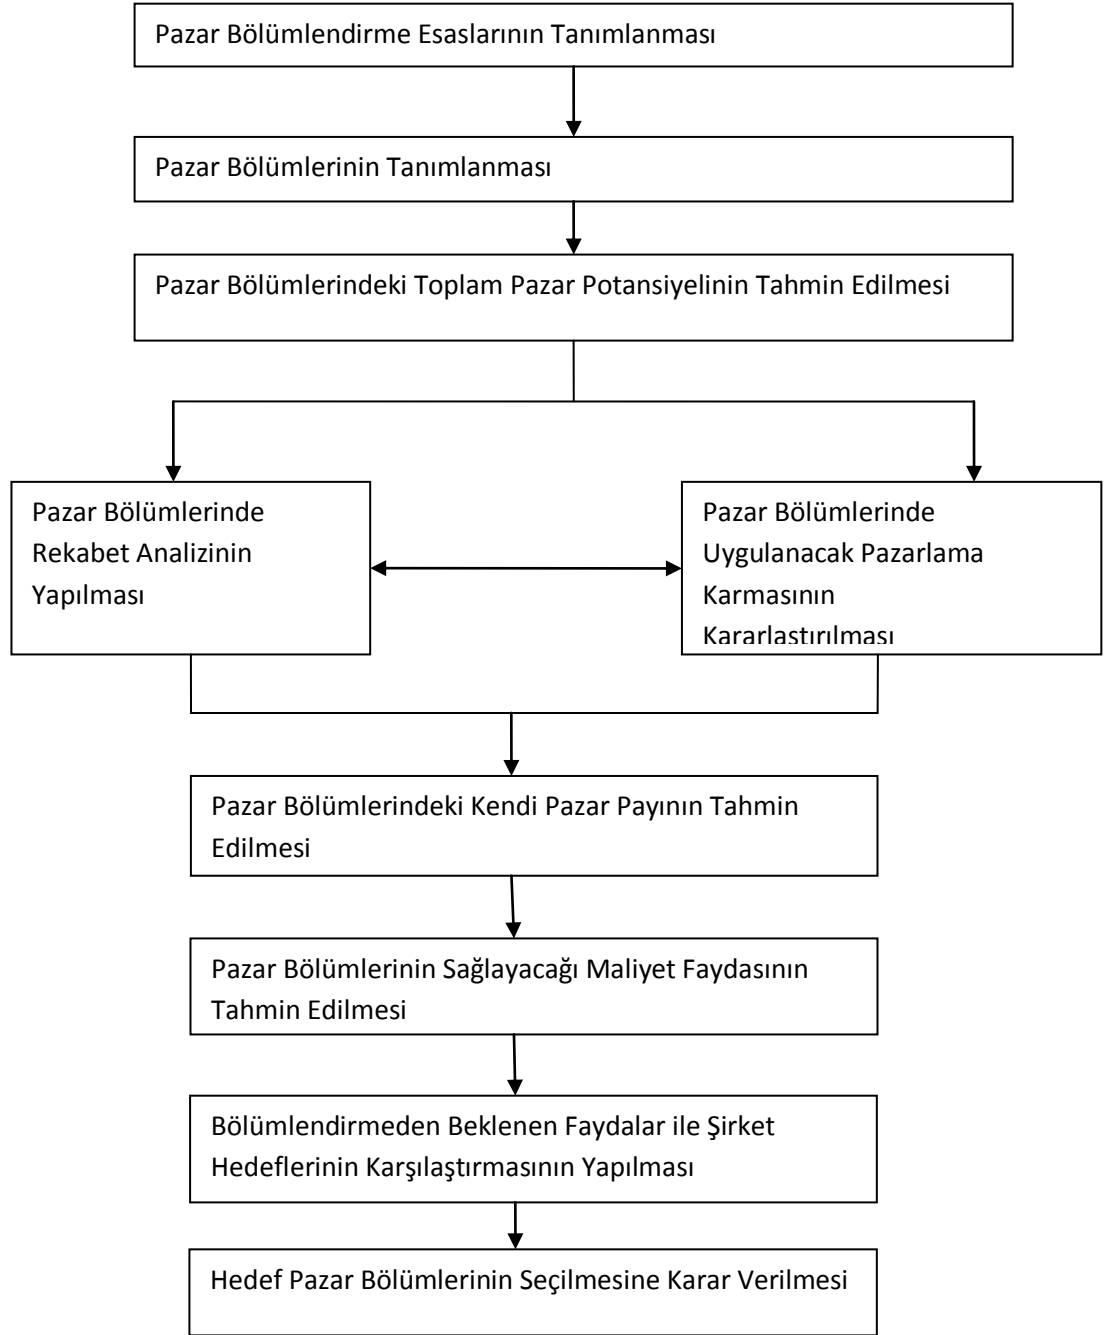 Pazar Bölümlendirme Esaslarının Tanımlanması
Pazar Bölümlerinin Tanımlanması
Pazar Bölümlerindeki Toplam Pazar Potansiyelinin Tahmin Edilmesi
Pazar Bölümlerinde
Rekabet Analizinin
Yapılması
Pazar Bölümlerinde
Uygulanacak Pazarlama
Karmasının
Kararlaştırılması
Pazar Bölümlerindeki Kendi Pazar Payının Tahmin
Edilmesi
Pazar Bölümlerinin Sağlayacağı Maliyet Faydasının
Tahmin Edilmesi
Bölümlendirmeden Beklenen Faydalar ile Şirket
Hedeflerinin Karşılaştırmasının Yapılması
Hedef Pazar Bölümlerinin Seçilmesine Karar Verilmesi